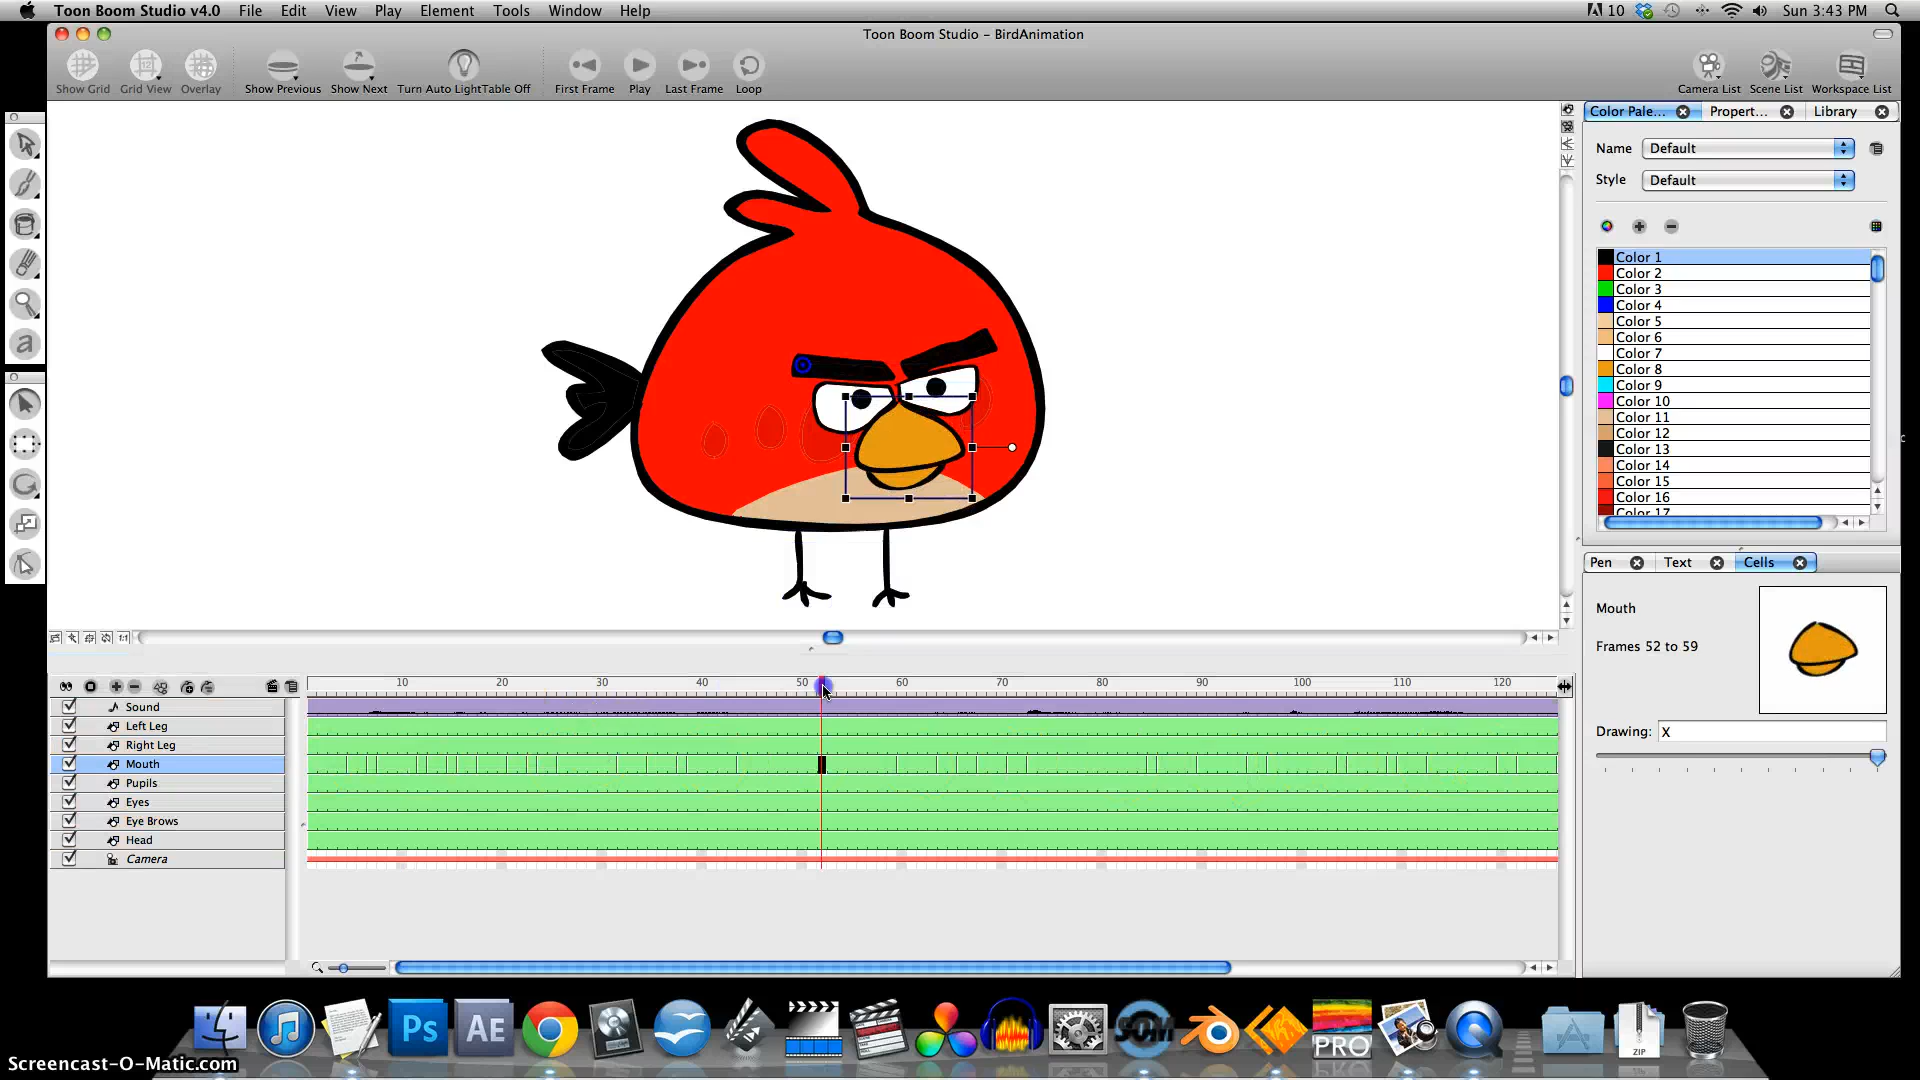 Toon Boom Studio v4.0 File Edit View Play Element Tools Window Help 10 Sun 3:43 PM
Toon Boom Studio - BirdAnimation
Show Grid Grid View Overlay Show Previous Show Next Turn Auto LightTable Off First Frame Play Last Frame Loop Camera List Scene List Workspace List
Color Pale... Propert... Library
Name Default
Style Default
Color 1
Color 2
Color 3
Color 4
Color 5
Color 6
Color 7
Color 8
Color 9
Color 10
Color 11
Color 12
Color 13
Color 14
Color 15
Color 16
Color 17
a
Pen Text Cells
Mouth
Frames 52 to 59
Drawing: X
1:1
10 20 30 40 50 60 70 80 90 100 110 120
Sound
Left Leg
Right Leg
Mouth
Pupils
Eyes
Eye Brows
Head
Camera
Ps AE SOM PRO ZIP
Screencast-O-Matic.com